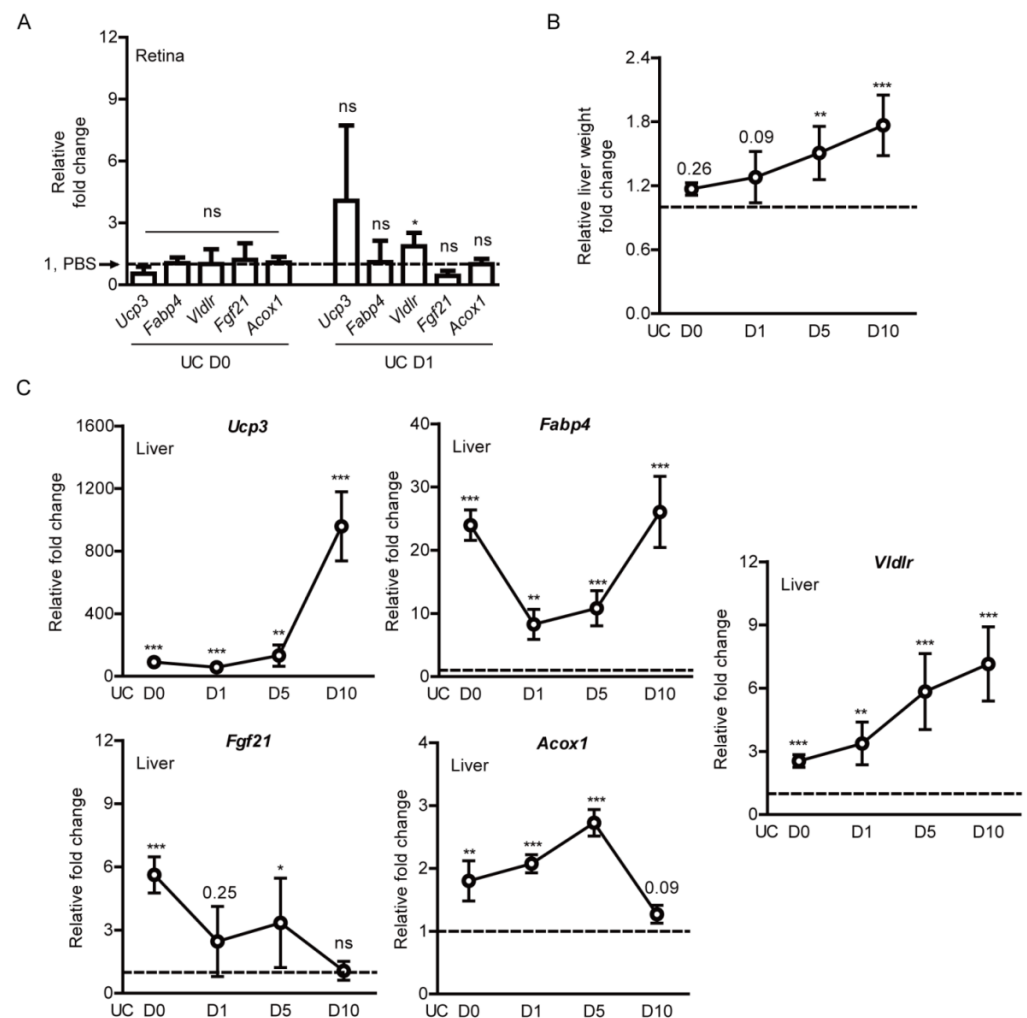 A
12
9
6
3
0
Relative
fold change
Retina
ns
ns
ns
*
ns
ns
1, PBS
Ucp3
Fabp4
Vldlr
Fgf21
Acox1
Ucp3
Fabp4
Vldlr
Fgf21
Acox1
UC D0
UC D1
B
2.4
1.8
1.2
0.6
0.0
Relative liver weight
fold change
0.26
0.09
**
***
UC D0 D1 D5 D10
C
Ucp3
Liver
1600
1200
800
400
0
Relative fold change
***
***
**
***
UC D0 D1 D5 D10
Fabp4
Liver
40
30
20
10
0
Relative fold change
***
**
***
***
UC D0 D1 D5 D10
Vldlr
Liver
12
9
6
3
0
Relative fold change
***
**
***
***
UC D0 D1 D5 D10
Fgf21
Liver
12
9
6
3
0
Relative fold change
***
0.25
*
ns
UC D0 D1 D5 D10
Acox1
Liver
4
3
2
1
0
Relative fold change
**
***
***
0.09
UC D0 D1 D5 D10